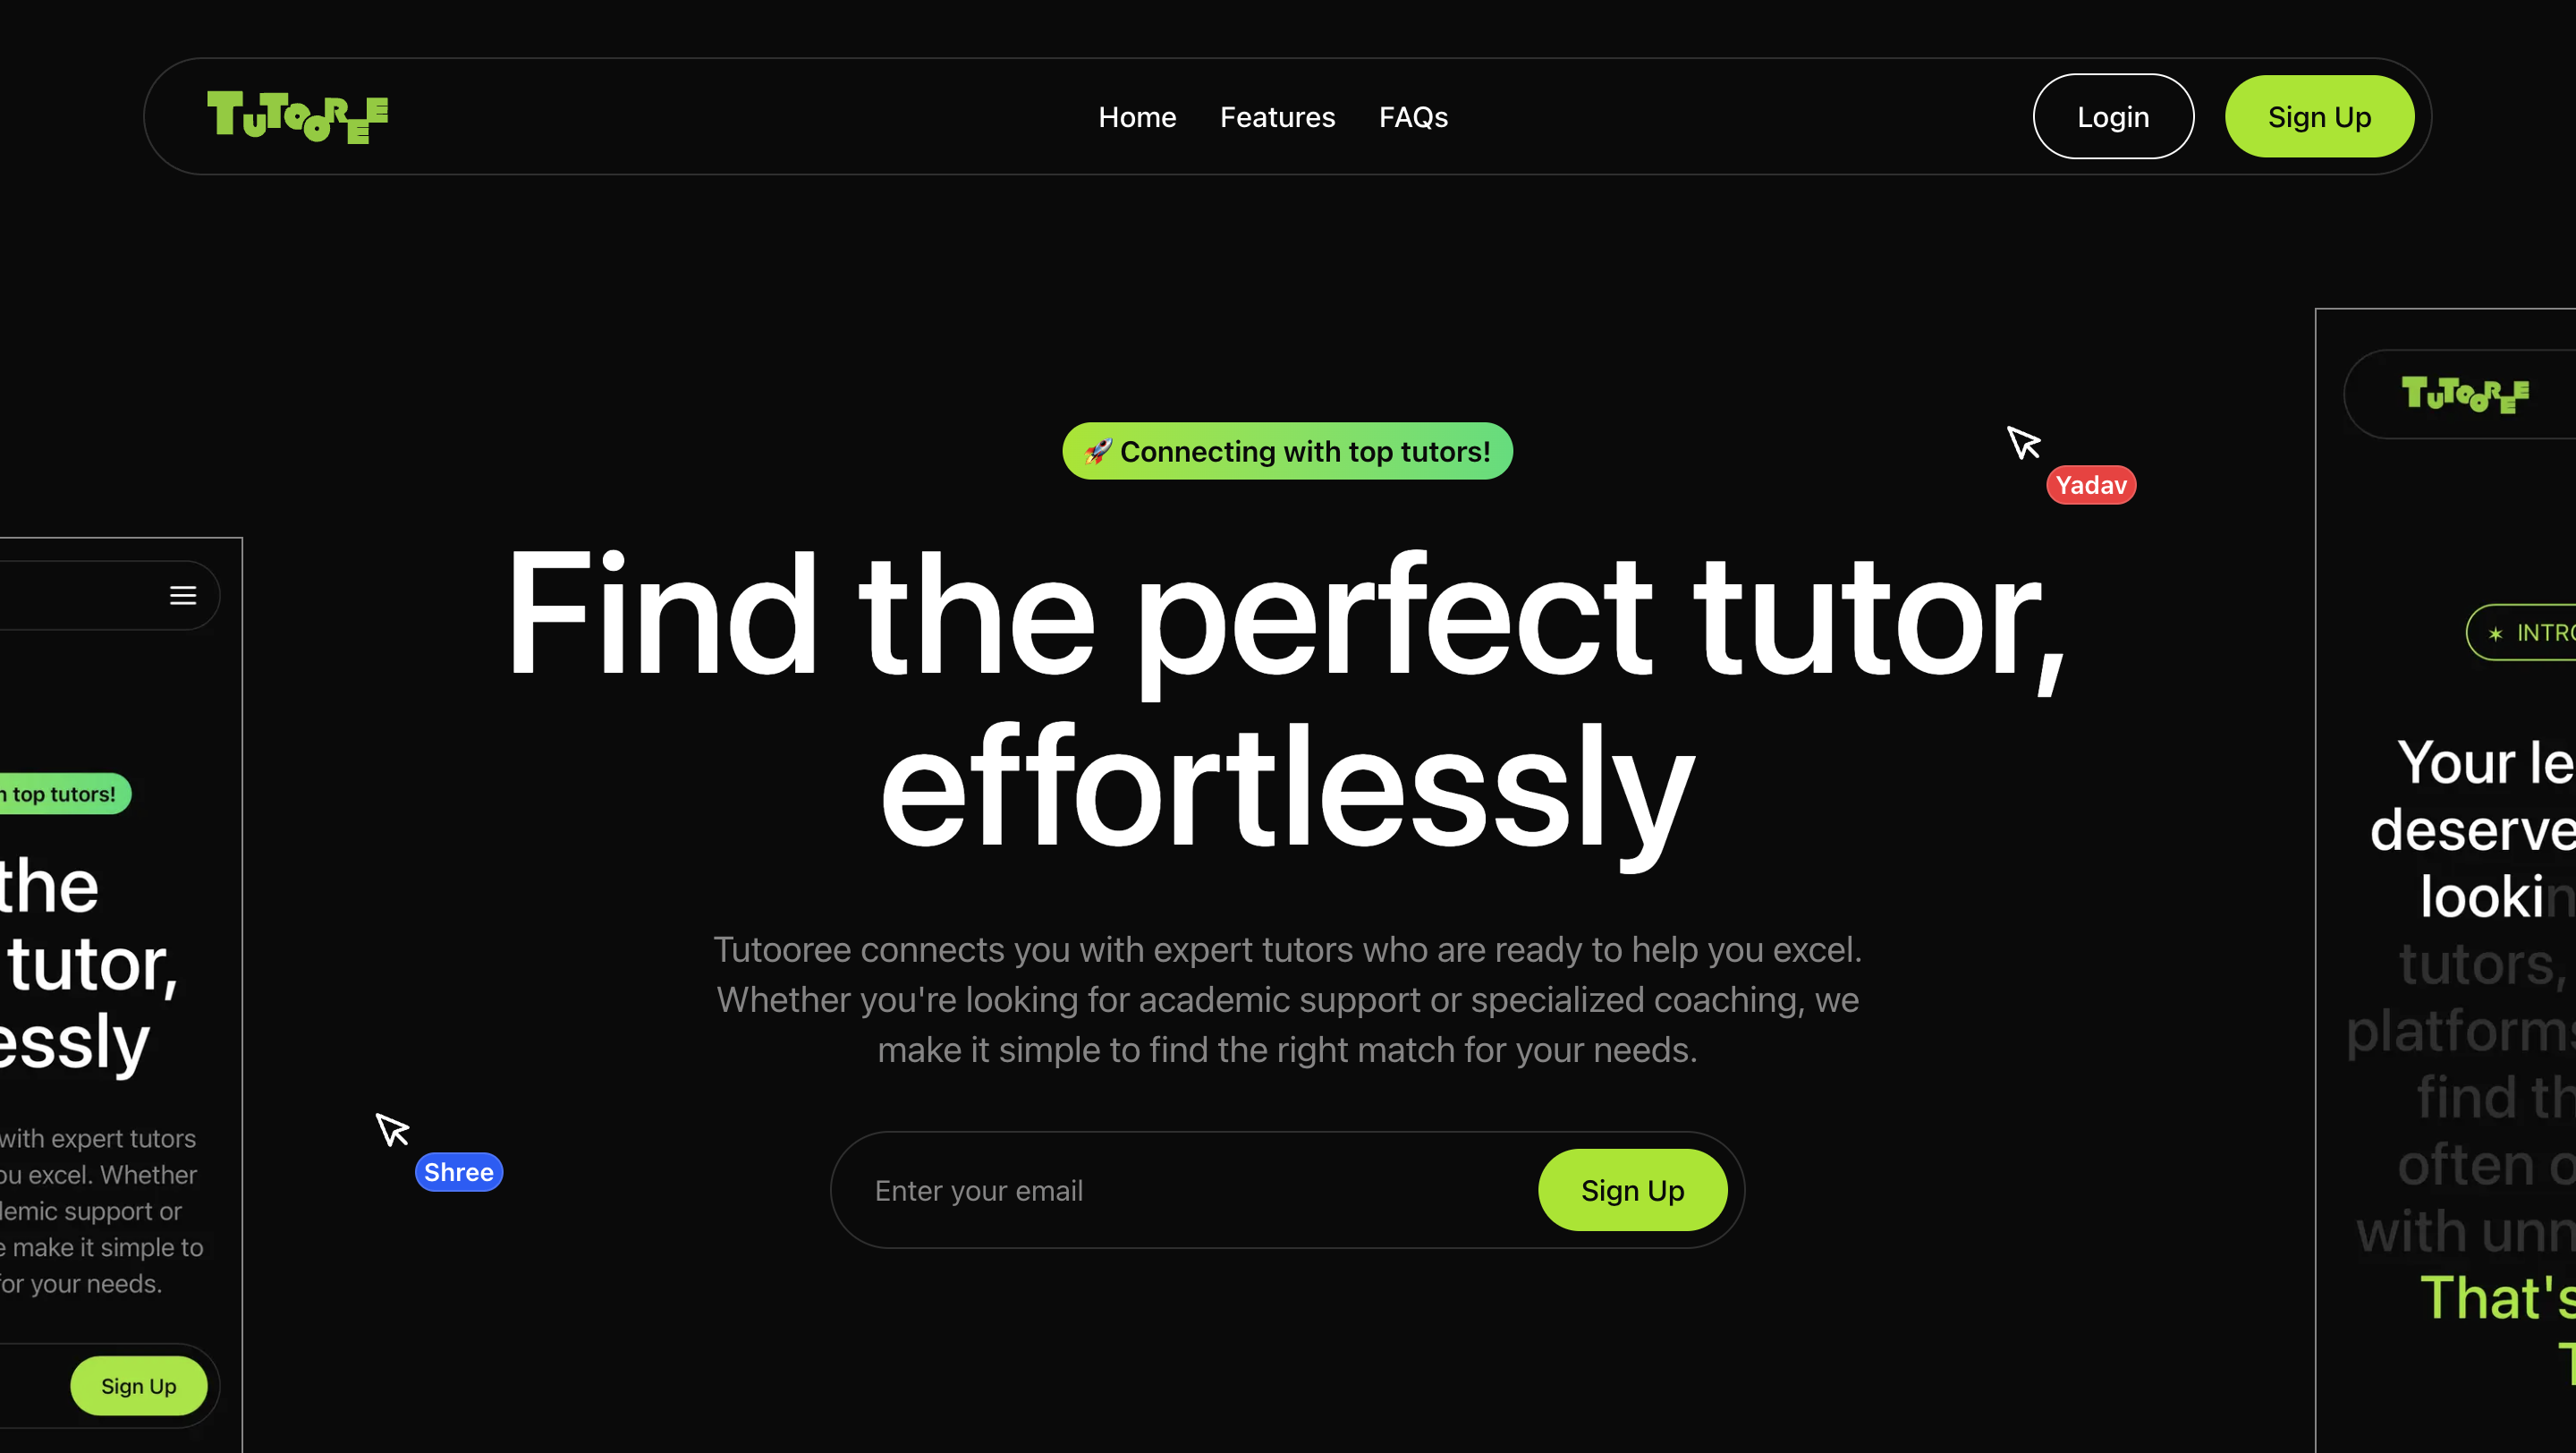 TUTOOREE
Home Features FAQs
Login Sign Up
🚀 Connecting with top tutors!
Yadav
Find the perfect tutor,
effortlessly
Tutooree connects you with expert tutors who are ready to help you excel.
Whether you're looking for academic support or specialized coaching, we
make it simple to find the right match for your needs.
Shree
Enter your email Sign Up
top tutors!
the
tutor,
essly
with expert tutors
ou excel. Whether
demic support or
e make it simple to
for your needs.
Sign Up
TUTOOREE
✶ INTRO
Your le
deserve
lookin
tutors,
platforms
find th
often o
with unm
That's
T